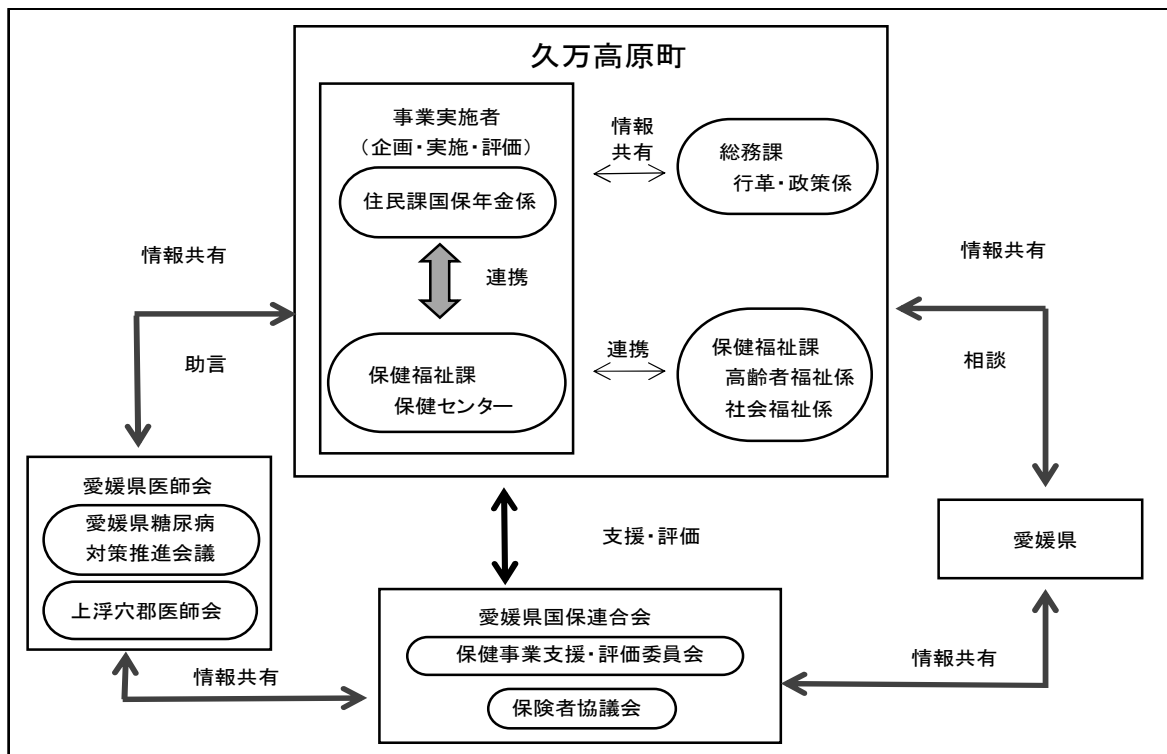 久万高原町
事業実施者
（企画・実施・評価）
住民課国保年金係
連携
保健福祉課
保健センター
情報
共有
総務課
行革・政策係
連携
保健福祉課
高齢者福祉係
社会福祉係
情報共有
助言
情報共有
相談
愛媛県医師会
愛媛県糖尿病
対策推進会議
上浮穴郡医師会
支援・評価
愛媛県
愛媛県国保連合会
保健事業支援・評価委員会
保険者協議会
情報共有
情報共有